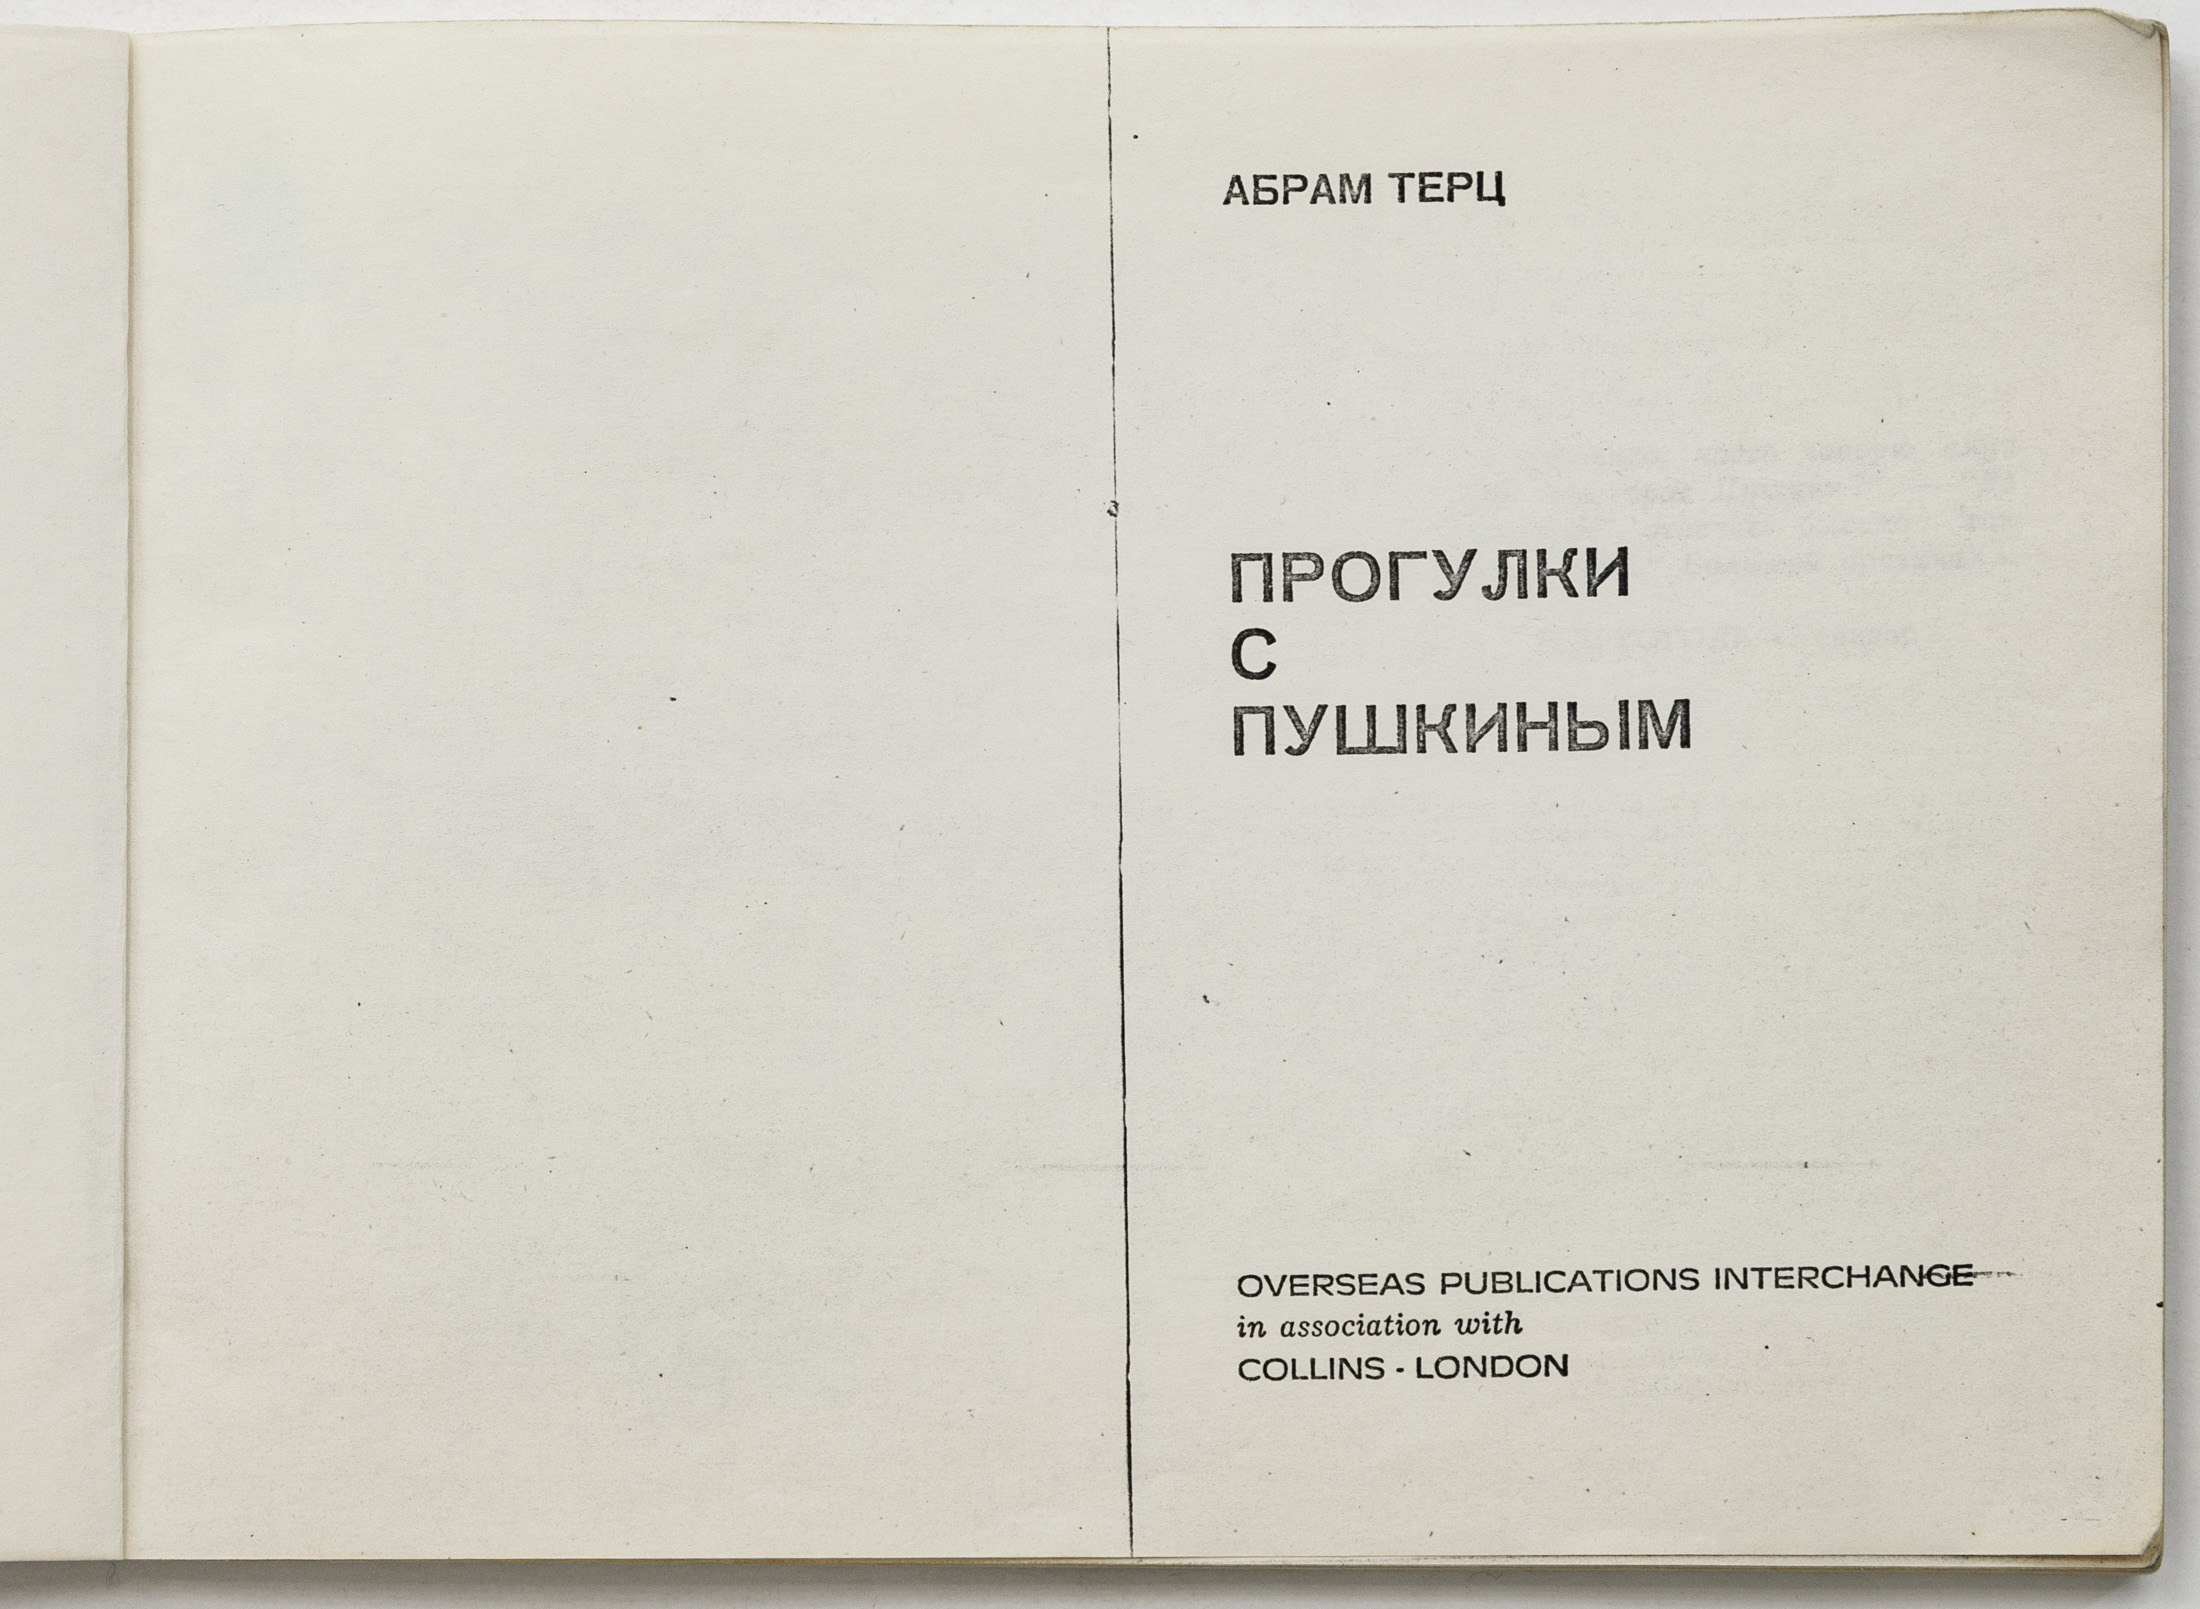 АБРАМ ТЕРЦ
ПРОГУЛКИ
С
ПУШКИНЫМ
OVERSEAS PUBLICATIONS INTERCHANGE
in association with
COLLINS - LONDON